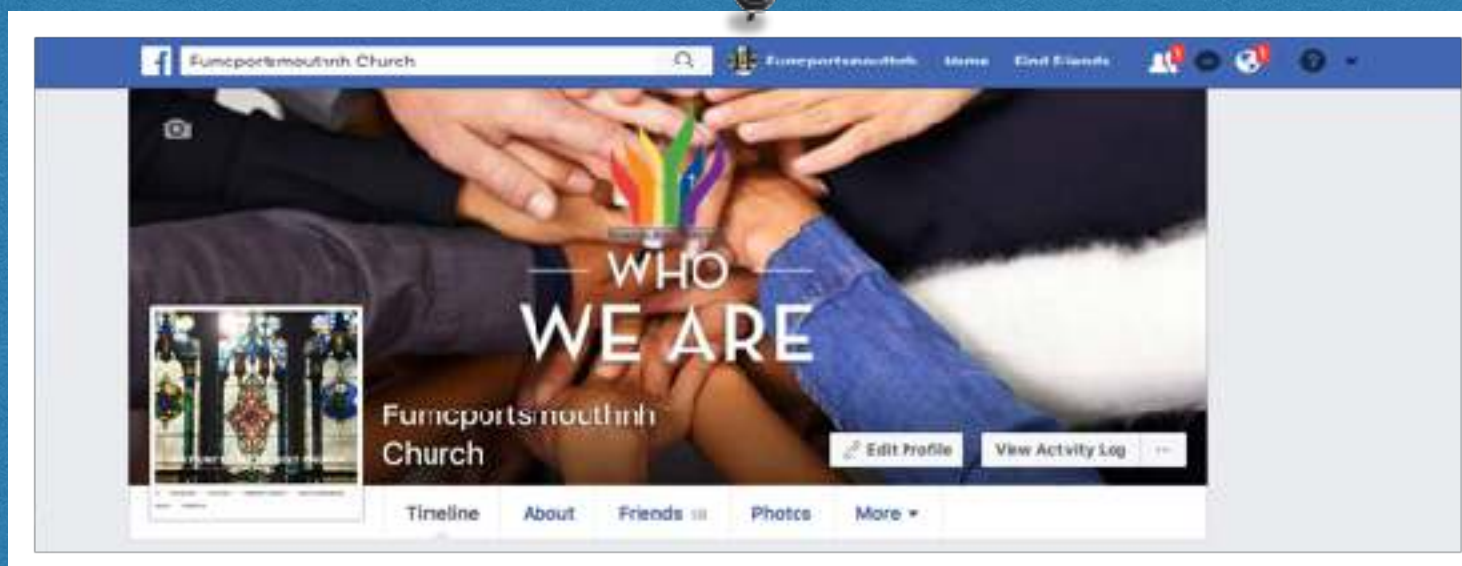 f Fumcportsmouthnh Church Fumcportsmouthnh Home Find Friends
WHO
WE ARE
Fumcportsmouthnh
Church
Edit Profile View Activity Log ...
Timeline About Friends Photos More